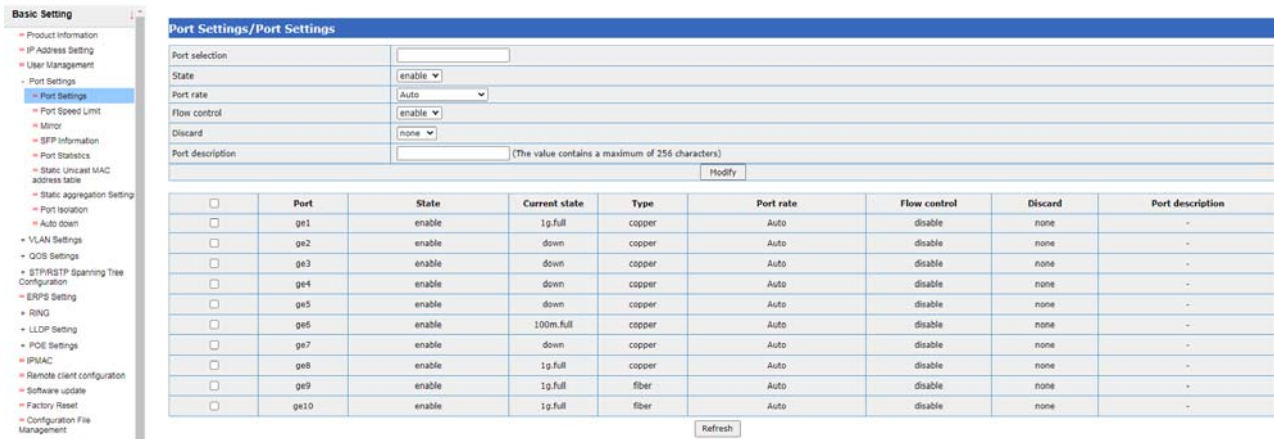 Basic Setting
Product Information
IP Address Setting
User Management
- Port Settings
Port Settings
Port Speed Limit
Mirror
SFP Information
Port Statistics
Static Unicast MAC
address table
Static aggregation Setting
Port Isolation
Auto down
+ VLAN Settings
+ QOS Settings
+ STP/RSTP Spanning Tree
Configuration
ERPS Setting
+ RING
+ LLDP Setting
+ POE Settings
IPMAC
Remote client configuration
Software update
Factory Reset
Configuration File
Management
Port Settings/Port Settings
Port selection
State enable
Port rate Auto
Flow control enable
Discard none
Port description (The value contains a maximum of 256 characters)
Modify
Port State Current state Type Port rate Flow control Discard Port description
ge1 enable 1g.full copper Auto disable none -
ge2 enable down copper Auto disable none -
ge3 enable down copper Auto disable none -
ge4 enable down copper Auto disable none -
ge5 enable down copper Auto disable none -
ge6 enable 100m.full copper Auto disable none -
ge7 enable down copper Auto disable none -
ge8 enable 1g.full copper Auto disable none -
ge9 enable 1g.full fiber Auto disable none -
ge10 enable 1g.full fiber Auto disable none -
Refresh